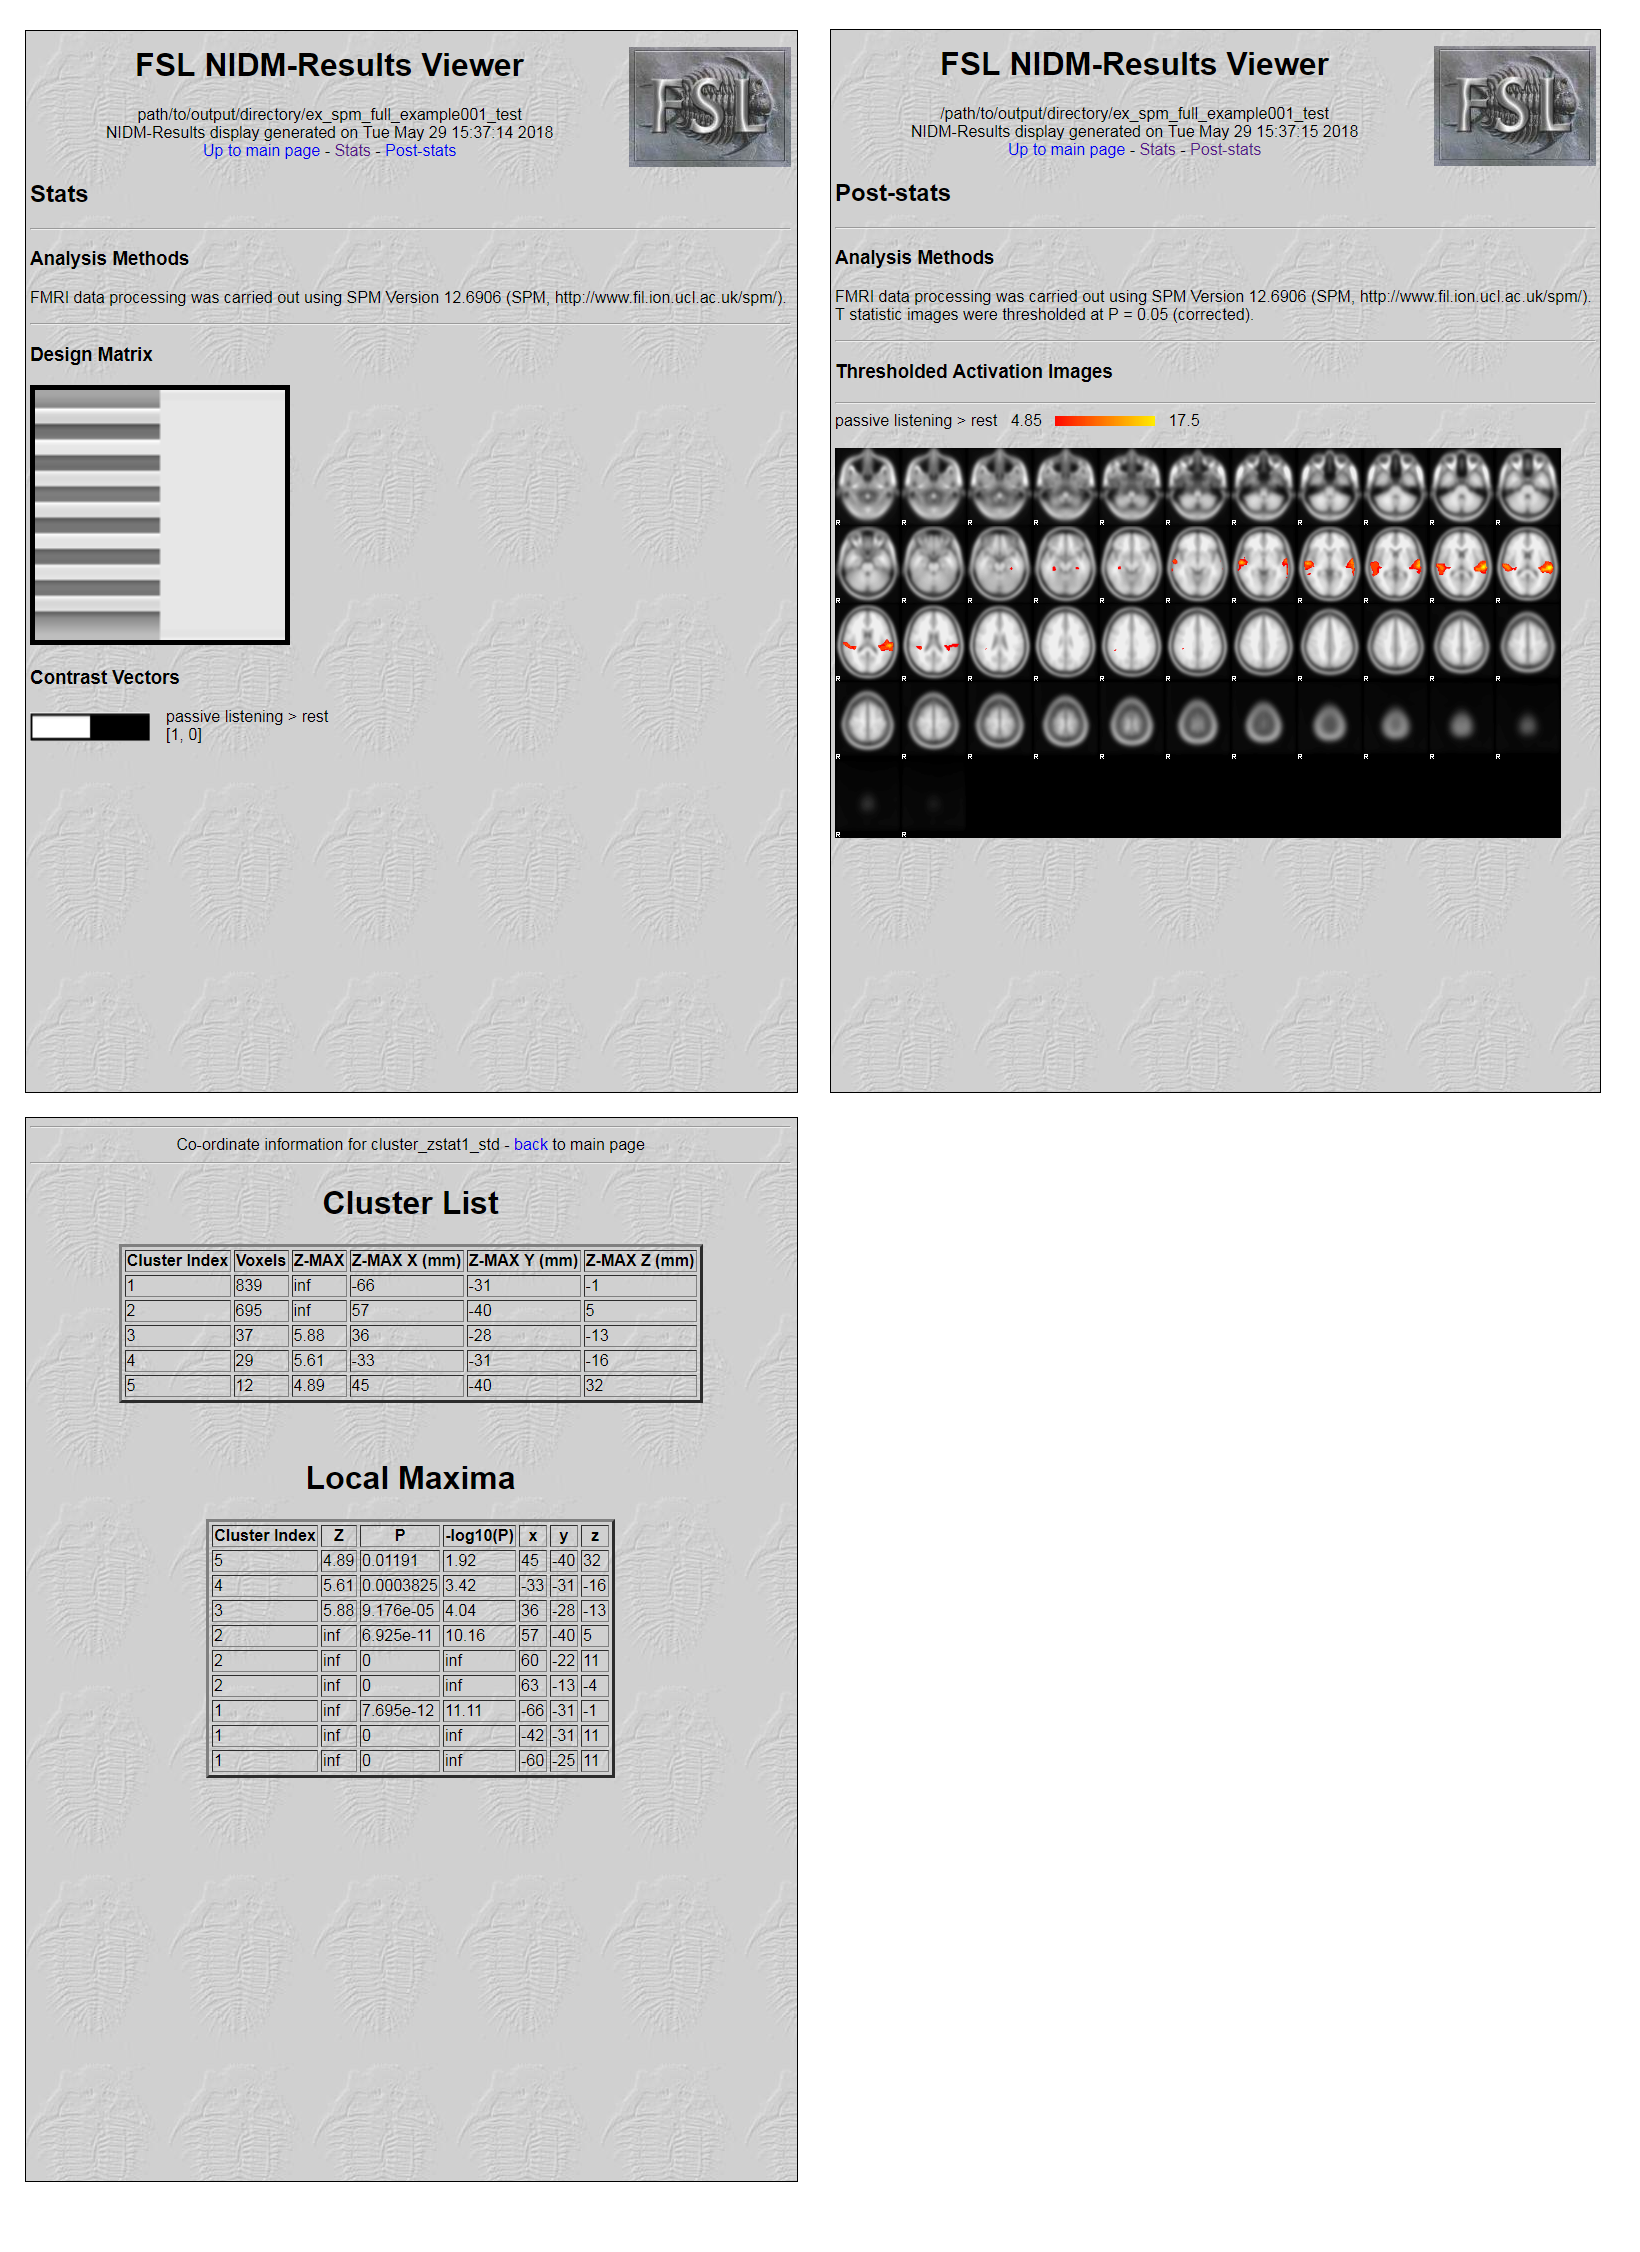 FSL NIDM-Results Viewer
FSL
path/to/output/directory/ex_spm_full_example001_test
NIDM-Results display generated on Tue May 29 15:37:14 2018
Up to main page - Stats - Post-stats
Stats
Analysis Methods
FMRI data processing was carried out using SPM Version 12.6906 (SPM, http://www.fil.ion.ucl.ac.uk/spm/).
Design Matrix
Contrast Vectors
passive listening > rest
[1, 0]
FSL NIDM-Results Viewer
FSL
/path/to/output/directory/ex_spm_full_example001_test
NIDM-Results display generated on Tue May 29 15:37:15 2018
Up to main page - Stats - Post-stats
Post-stats
Analysis Methods
FMRI data processing was carried out using SPM Version 12.6906 (SPM, http://www.fil.ion.ucl.ac.uk/spm/).
T statistic images were thresholded at P = 0.05 (corrected).
Thresholded Activation Images
passive listening > rest 4.85 17.5
R R R R R R R R R R R
R R R R R R R R R R R
R R R R R R R R R R R
R R R R R R R R R R R
R R
Co-ordinate information for cluster_zstat1_std - back to main page
Cluster List
Cluster Index Voxels Z-MAX Z-MAX X (mm) Z-MAX Y (mm) Z-MAX Z (mm)
1 839 inf -66 -31 -1
2 695 inf 57 -40 5
3 37 5.88 36 -28 -13
4 29 5.61 -33 -31 -16
5 12 4.89 45 -40 32
Local Maxima
Cluster Index Z P -log10(P) x y z
5 4.89 0.01191 1.92 45 -40 32
4 5.61 0.0003825 3.42 -33 -31 -16
3 5.88 9.176e-05 4.04 36 -28 -13
2 inf 6.925e-11 10.16 57 -40 5
2 inf 0 inf 60 -22 11
2 inf 0 inf 63 -13 -4
1 inf 7.695e-12 11.11 -66 -31 -1
1 inf 0 inf -42 -31 11
1 inf 0 inf -60 -25 11